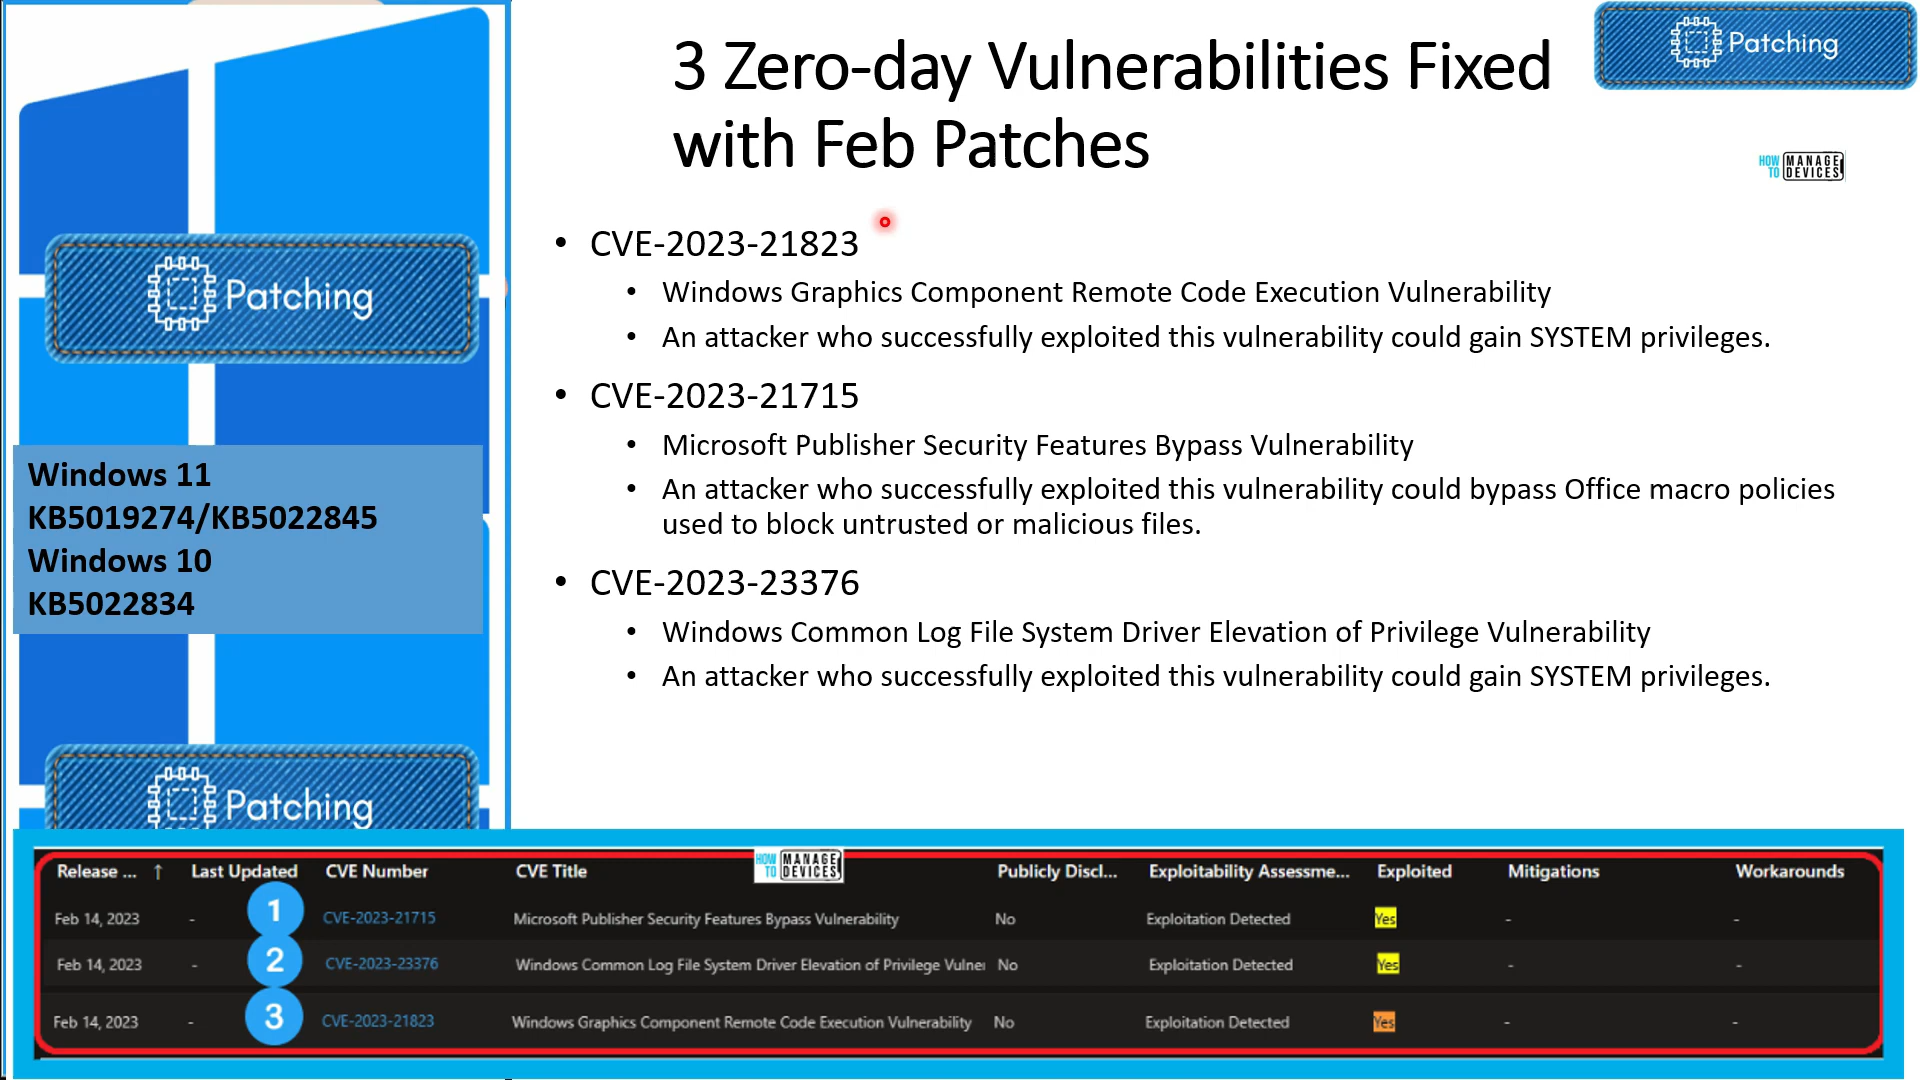 3 Zero-day Vulnerabilities Fixed
with Feb Patches
Patching
HOW TO MANAGE DEVICES
Patching
Windows 11
KB5019274/KB5022845
Windows 10
KB5022834
Patching
• CVE-2023-21823
• Windows Graphics Component Remote Code Execution Vulnerability
• An attacker who successfully exploited this vulnerability could gain SYSTEM privileges.
• CVE-2023-21715
• Microsoft Publisher Security Features Bypass Vulnerability
• An attacker who successfully exploited this vulnerability could bypass Office macro policies
used to block untrusted or malicious files.
• CVE-2023-23376
• Windows Common Log File System Driver Elevation of Privilege Vulnerability
• An attacker who successfully exploited this vulnerability could gain SYSTEM privileges.
HOW TO MANAGE DEVICES
Release ... ↑ Last Updated CVE Number CVE Title Publicly Discl... Exploitability Assessme... Exploited Mitigations Workarounds
Feb 14, 2023 - 1 CVE-2023-21715 Microsoft Publisher Security Features Bypass Vulnerability No Exploitation Detected Yes - -
Feb 14, 2023 - 2 CVE-2023-23376 Windows Common Log File System Driver Elevation of Privilege Vulne No Exploitation Detected Yes - -
Feb 14, 2023 - 3 CVE-2023-21823 Windows Graphics Component Remote Code Execution Vulnerability No Exploitation Detected Yes - -